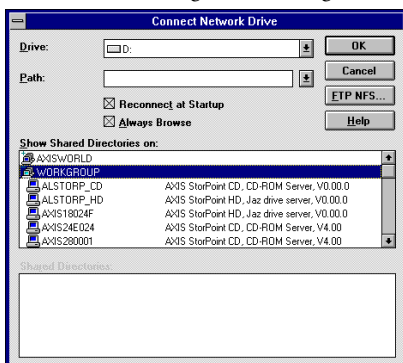 Connect Network Drive
Drive: D: OK
Path: Cancel
Reconnect at Startup FTP NFS...
Always Browse Help
Show Shared Directories on:
AXISWORLD
WORKGROUP
ALSTORP_CD AXIS StorPoint CD, CD-ROM Server, V0.00.0
ALSTORP_HD AXIS StorPoint HD, Jaz drive server, V0.00.0
AXIS18024F AXIS StorPoint HD, Jaz drive server, V0.00.0
AXIS24E024 AXIS StorPoint CD, CD-ROM Server, V4.00
AXIS280001 AXIS StorPoint CD, CD-ROM Server, V4.00
Shared Directories: